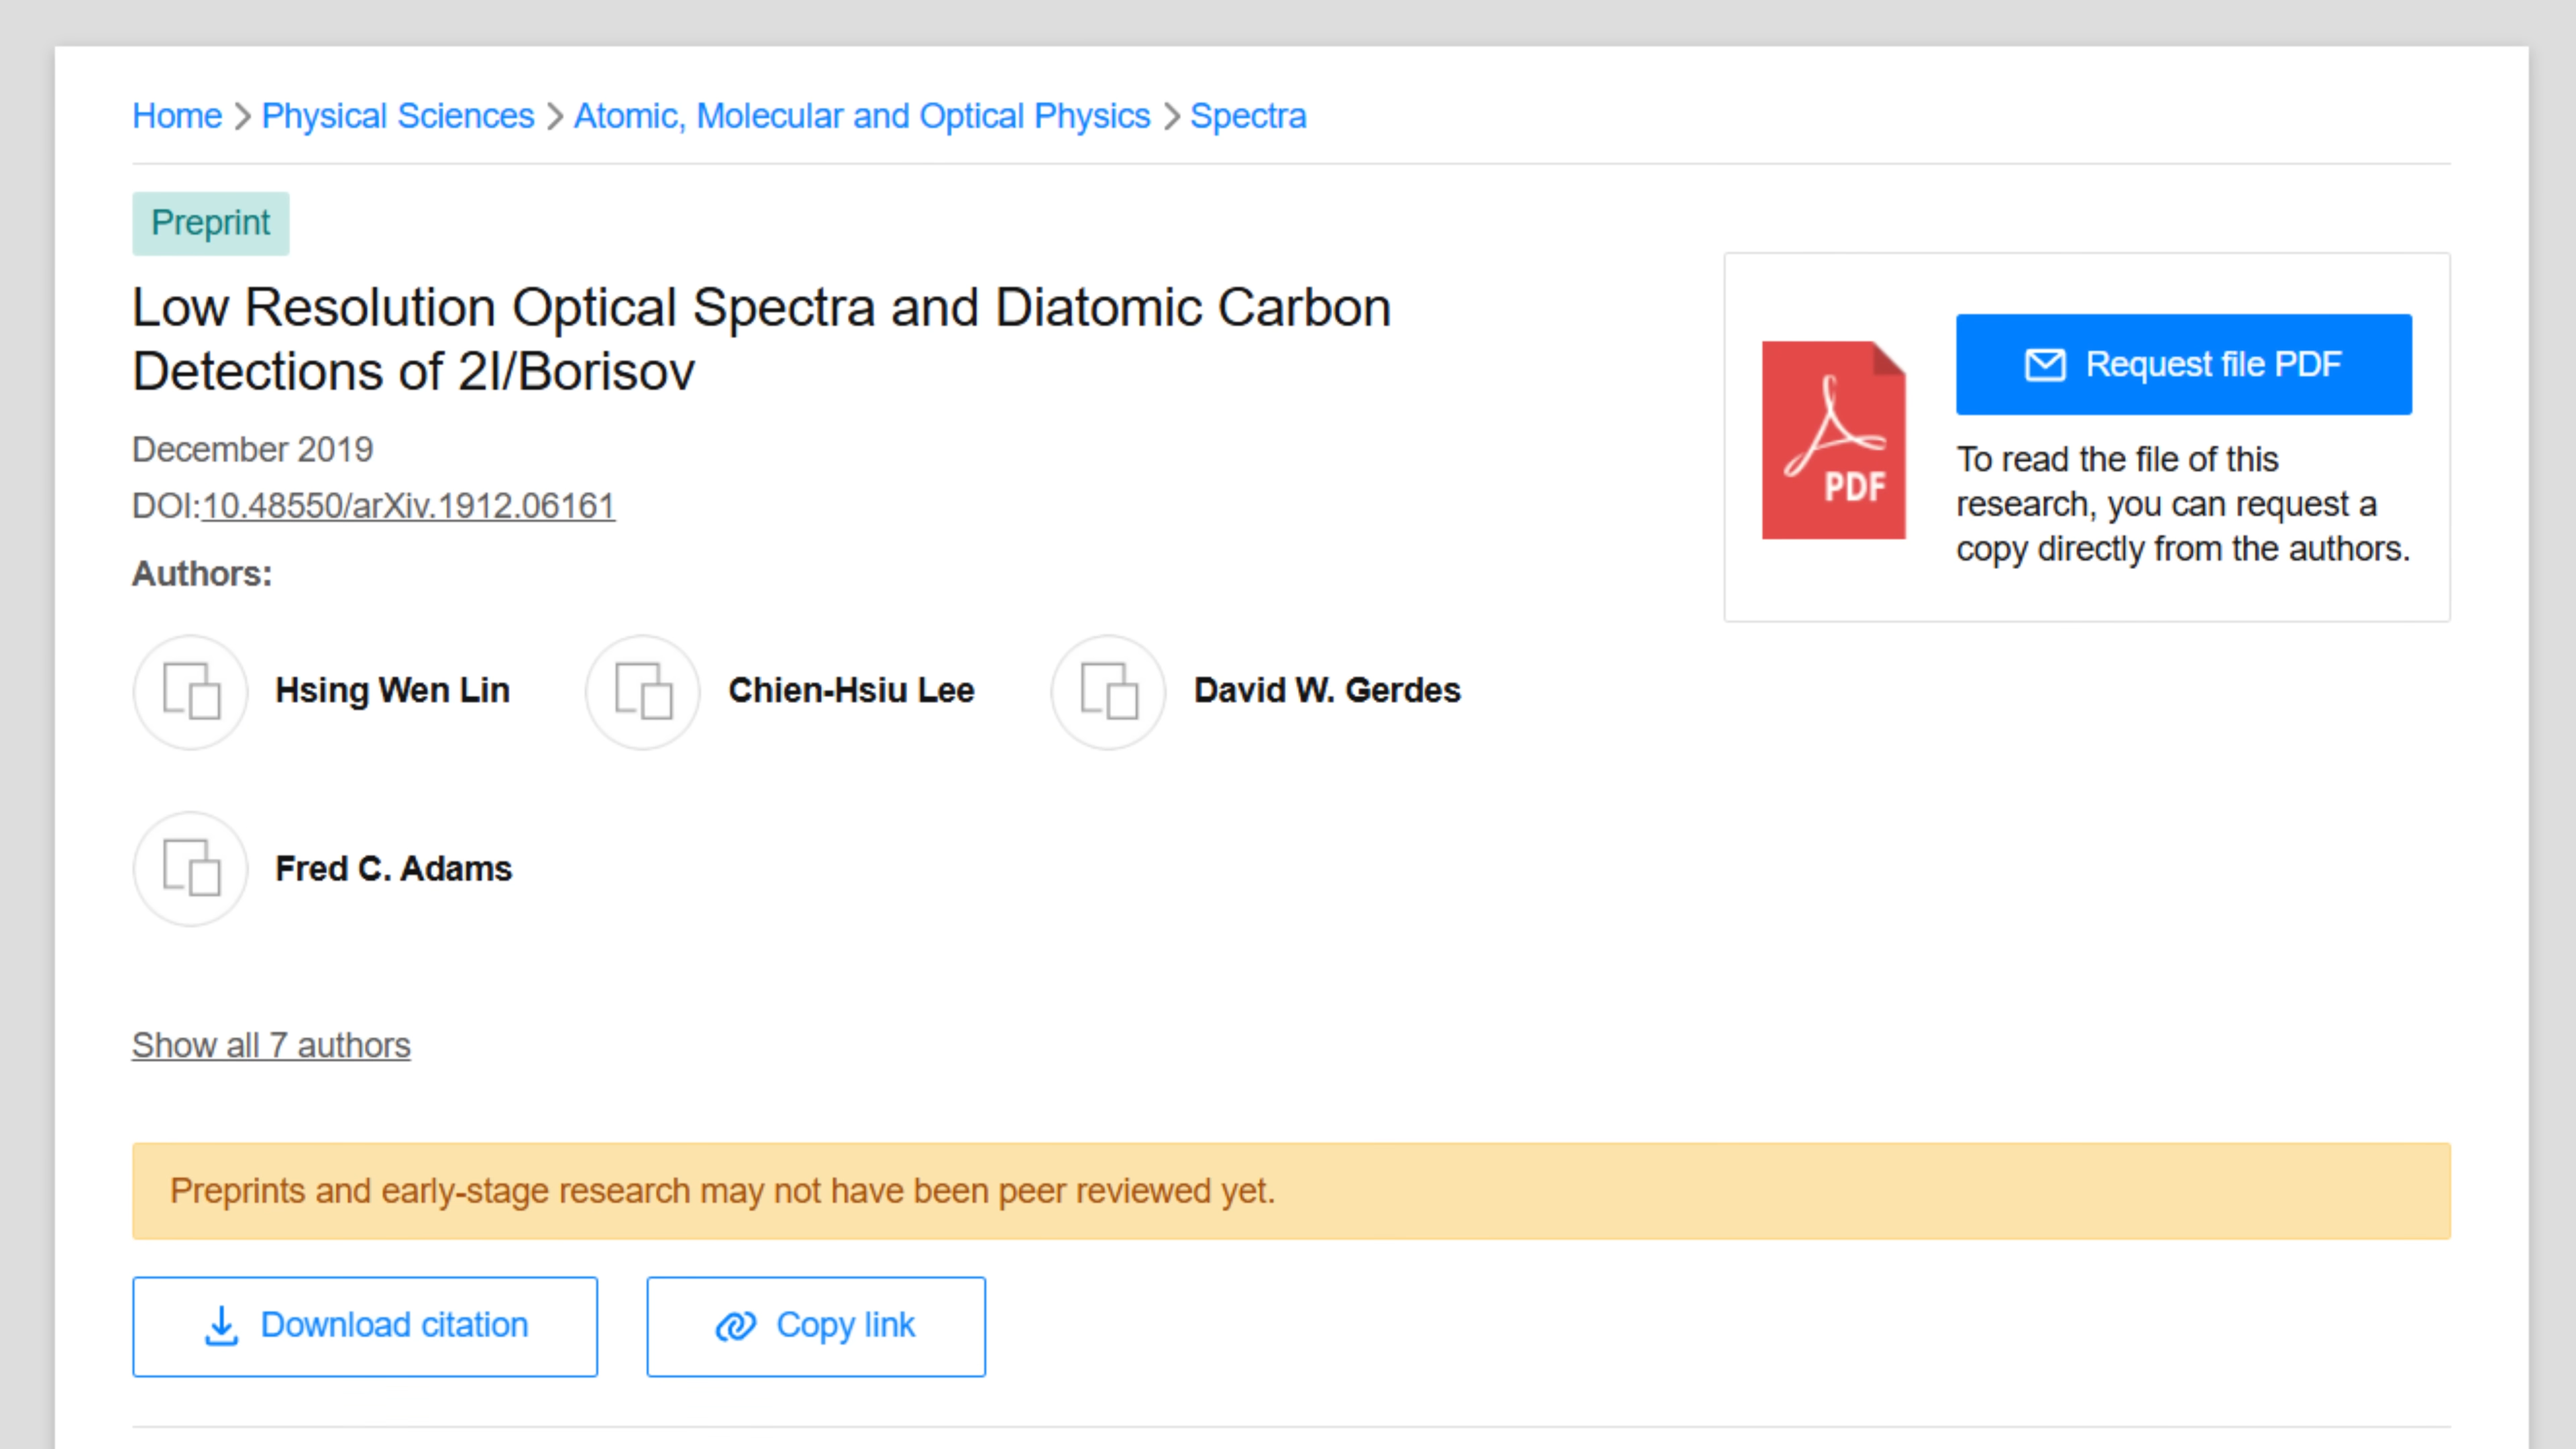 Home > Physical Sciences > Atomic, Molecular and Optical Physics > Spectra
Preprint
Low Resolution Optical Spectra and Diatomic Carbon
Detections of 2I/Borisov
December 2019
DOI:10.48550/arXiv.1912.06161
Authors:
Hsing Wen Lin
Chien-Hsiu Lee
David W. Gerdes
Fred C. Adams
Show all 7 authors
PDF
Request file PDF
To read the file of this
research, you can request a
copy directly from the authors.
Preprints and early-stage research may not have been peer reviewed yet.
Download citation
Copy link